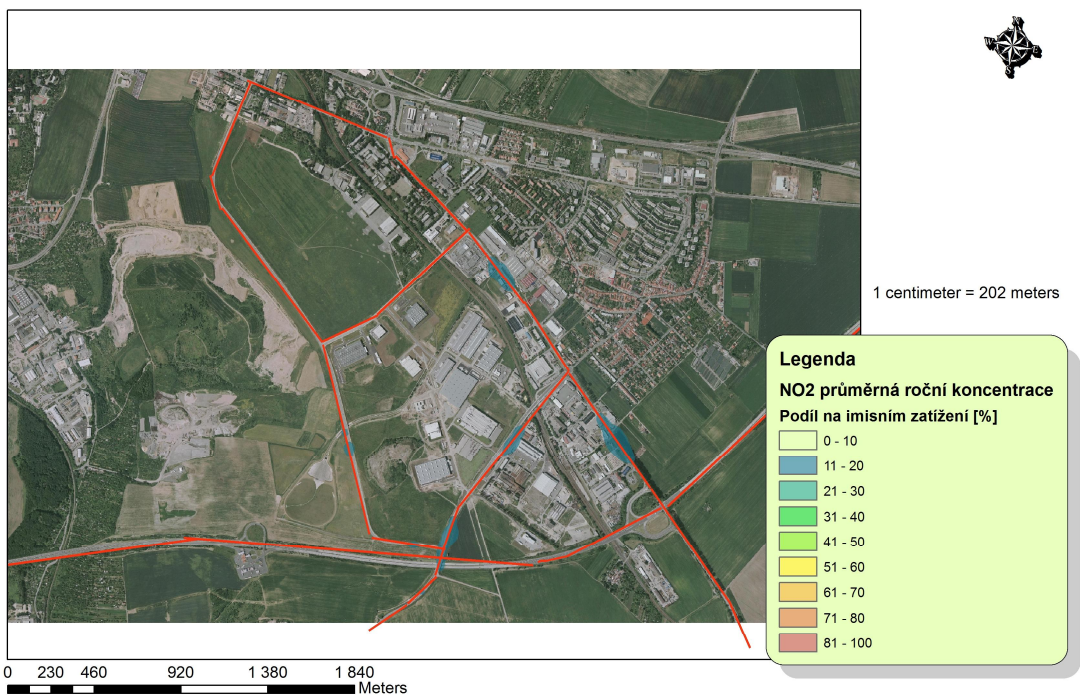 1 centimeter = 202 meters
Legenda
NO2 průměrná roční koncentrace
Podíl na imisním zatížení [%]
0 - 10
11 - 20
21 - 30
31 - 40
41 - 50
51 - 60
61 - 70
71 - 80
81 - 100
0 230 460 920 1 380 1 840
Meters